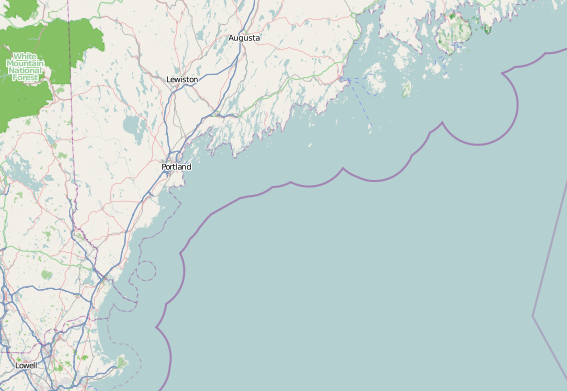 Augusta
White
Mountain
National
Forest
Lewiston
Portland
Lowell